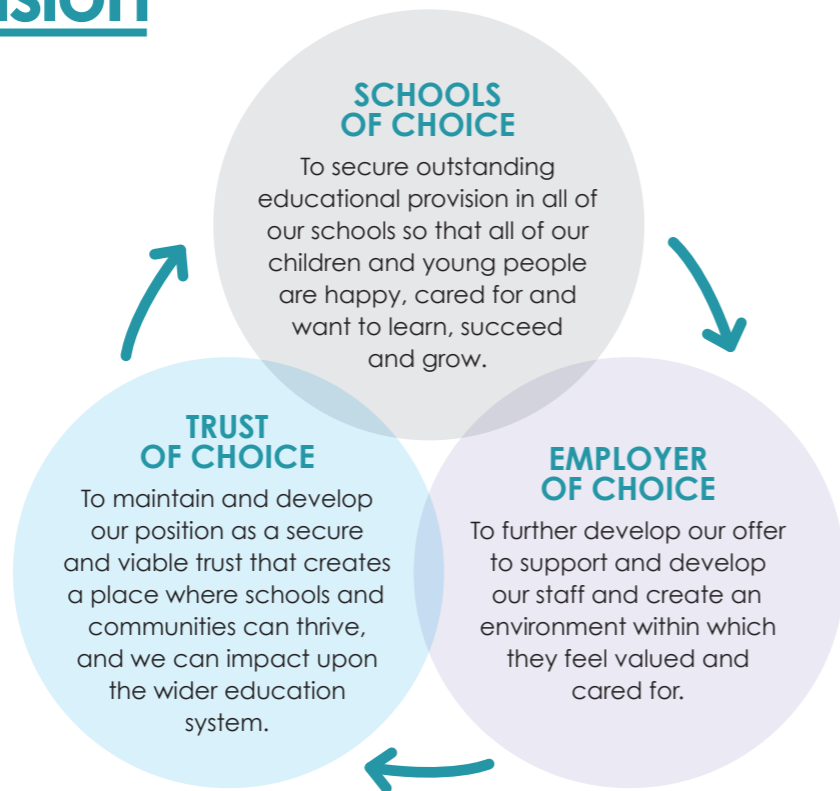 SCHOOLS
OF CHOICE
To secure outstanding
educational provision in all of
our schools so that all of our
children and young people
are happy, cared for and
want to learn, succeed
and grow.
TRUST
OF CHOICE
To maintain and develop
our position as a secure
and viable trust that creates
a place where schools and
communities can thrive,
and we can impact upon
the wider education
system.
EMPLOYER
OF CHOICE
To further develop our offer
to support and develop
our staff and create an
environment within which
they feel valued and
cared for.